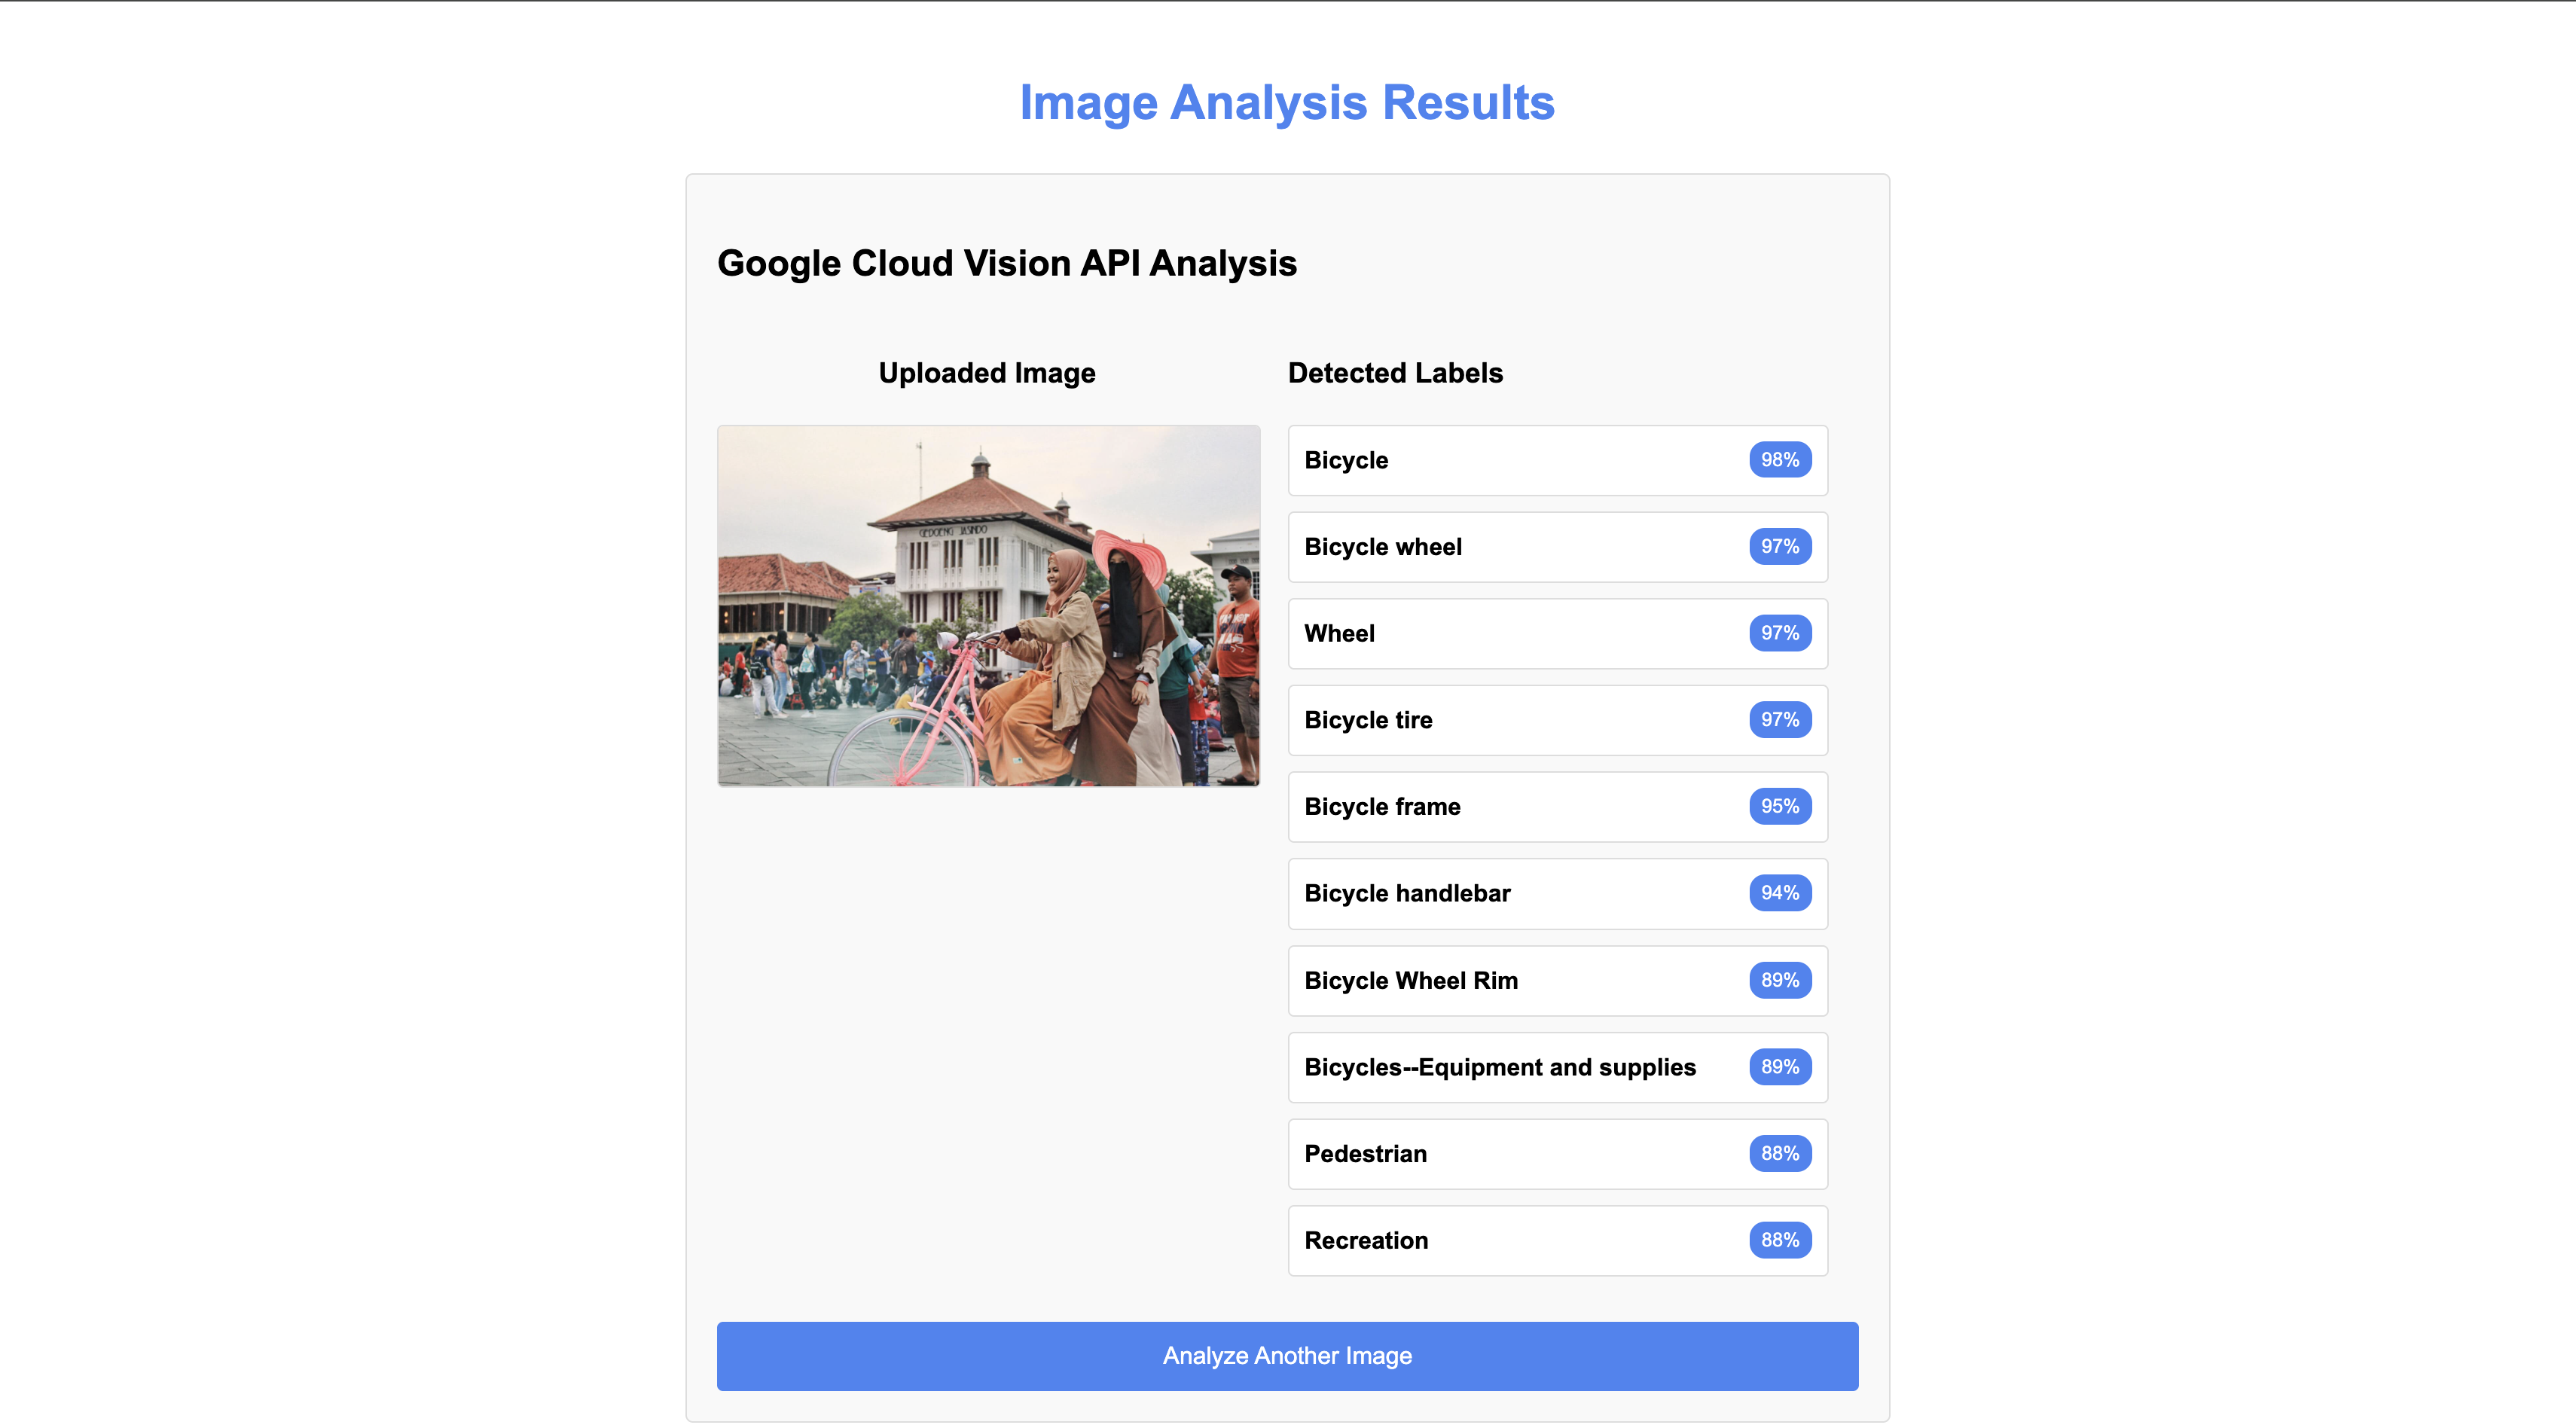 Image Analysis Results
Google Cloud Vision API Analysis
Uploaded Image
GEDOENG JASINDO
Detected Labels
Bicycle 98%
Bicycle wheel 97%
Wheel 97%
Bicycle tire 97%
Bicycle frame 95%
Bicycle handlebar 94%
Bicycle Wheel Rim 89%
Bicycles--Equipment and supplies 89%
Pedestrian 88%
Recreation 88%
Analyze Another Image